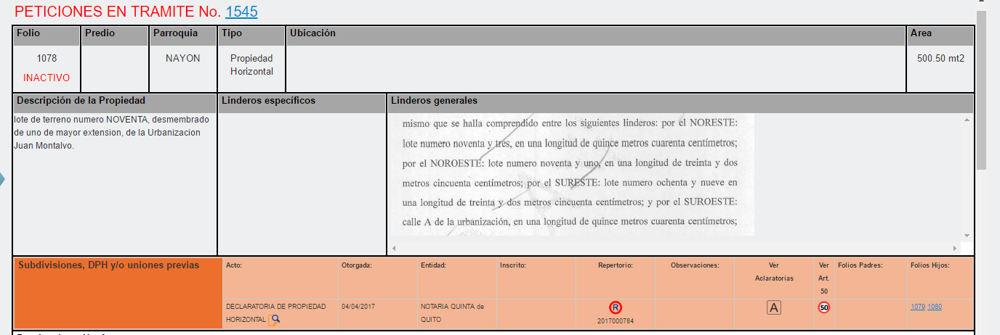 PETICIONES EN TRAMITE No. 1545
Folio Predio Parroquia Tipo Ubicación Area
1078 NAYON Propiedad 500.50 mt2
INACTIVO Horizontal
Descripción de la Propiedad Linderos específicos Linderos generales
lote de terreno numero NOVENTA, desmembrado
de uno de mayor extension, de la Urbanizacion
Juan Montalvo.
mismo que se halla comprendido entre los siguientes linderos: por el NORESTE:
lote numero noventa y tres, en una longitud de quince metros cuarenta centímetros;
por el NOROESTE: lote numero noventa y uno, en una longitud de treinta y dos
metros cincuenta centímetros; por el SURESTE: lote numero ochenta y nueve en
una longitud de treinta y dos metros cincuenta centímetros; y por el SUROESTE:
calle A de la urbanización, en una longitud de quince metros cuarenta centímetros;
Subdivisiones, DPH y/o uniones previas
Acto: Otorgada: Entidad: Inscrito: Repertorio: Observaciones: Ver Ver Folios Padres: Folios Hijos:
Aclaratorias Art.
50
DECLARATORIA DE PROPIEDAD 04/04/2017 NOTARIA QUINTA de R A 50 1079 1080
HORIZONTAL QUITO 2017000784